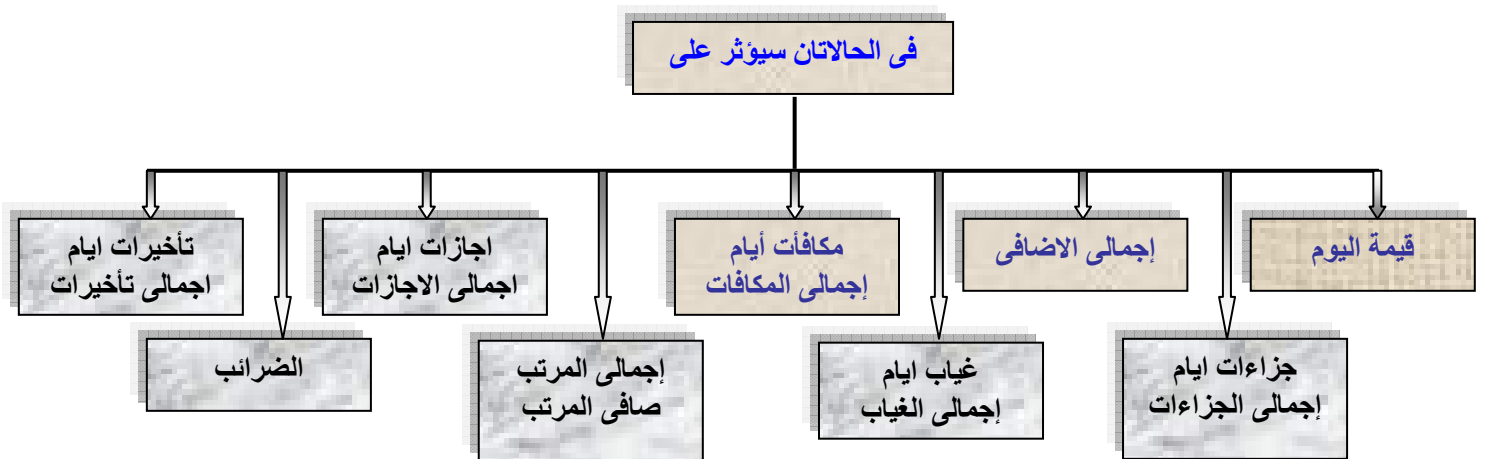 فى الحالاتان سيؤثر على
قيمة اليوم
إجمالى الاضافى
مكافأت أيام
إجمالى المكافات
اجازات ايام
اجمالى الاجازات
تأخيرات ايام
اجمالى تأخيرات
جزاءات ايام
إجمالى الجزاءات
غياب ايام
إجمالى الغياب
إجمالى المرتب
صافى المرتب
الضرائب